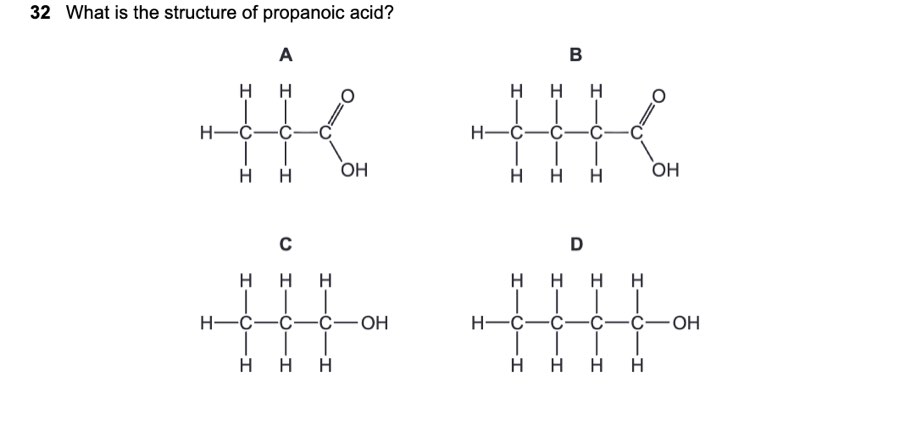 32 What is the structure of propanoic acid?
A B
H H O H H H O
H C C C H C C C C
H H OH H H H OH
C D
H H H H H H H
H C C C OH H C C C C OH
H H H H H H H